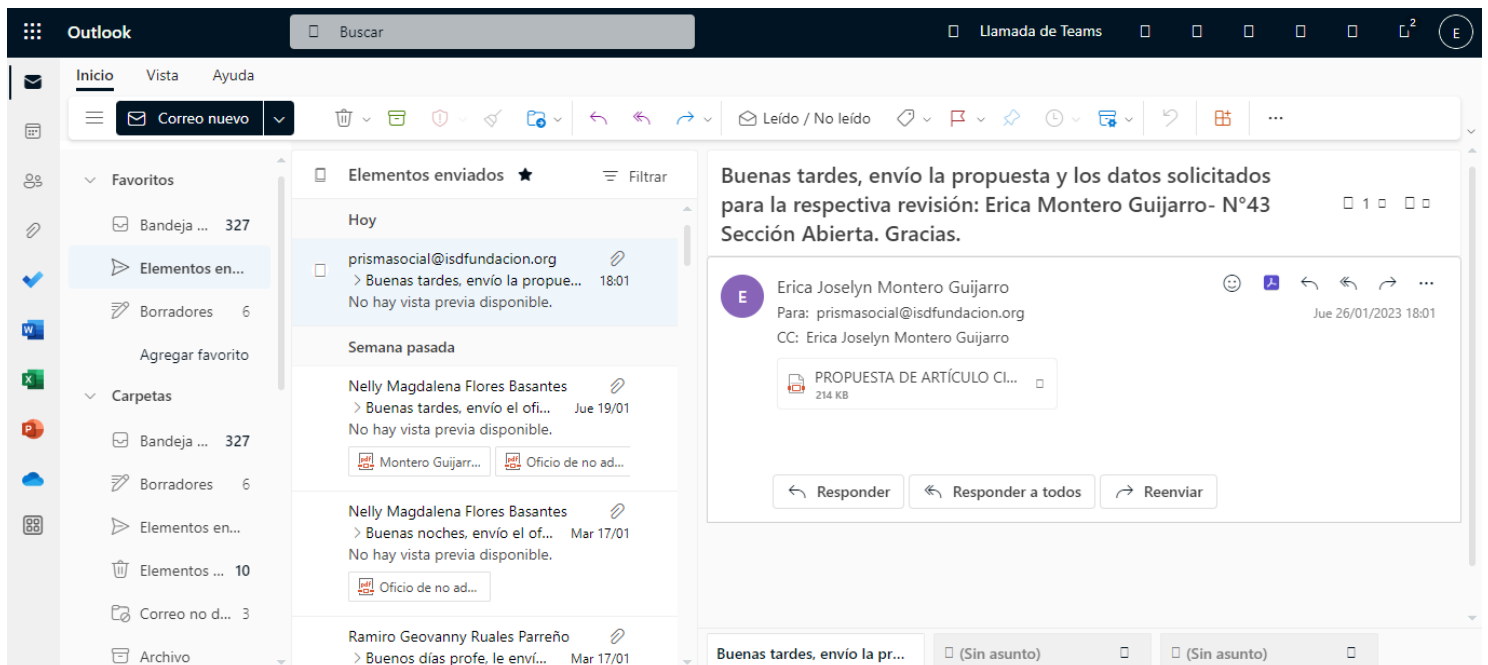 Outlook
Buscar
Llamada de Teams
2
E
Inicio Vista Ayuda
Correo nuevo
Leído / No leído
Favoritos
Bandeja ... 327
Elementos en...
Borradores 6
Agregar favorito
Carpetas
Bandeja ... 327
Borradores 6
Elementos en...
Elementos ... 10
Correo no d... 3
Archivo
Elementos enviados
Filtrar
Hoy
prismasocial@isdfundacion.org
Buenas tardes, envío la propue... 18:01
No hay vista previa disponible.
Semana pasada
Nelly Magdalena Flores Basantes
Buenas tardes, envío el ofi... Jue 19/01
No hay vista previa disponible.
Montero Guijarr... Oficio de no ad...
Nelly Magdalena Flores Basantes
Buenas noches, envío el of... Mar 17/01
No hay vista previa disponible.
Oficio de no ad...
Ramiro Geovanny Ruales Parreño
Buenos días profe, le enví... Mar 17/01
Buenas tardes, envío la propuesta y los datos solicitados
para la respectiva revisión: Erica Montero Guijarro- N°43
Sección Abierta. Gracias.
1
E
Erica Joselyn Montero Guijarro
Para: prismasocial@isdfundacion.org
Jue 26/01/2023 18:01
CC: Erica Joselyn Montero Guijarro
PROPUESTA DE ARTÍCULO CI...
214 KB
Responder Responder a todos Reenviar
Buenas tardes, envío la pr... (Sin asunto) (Sin asunto)